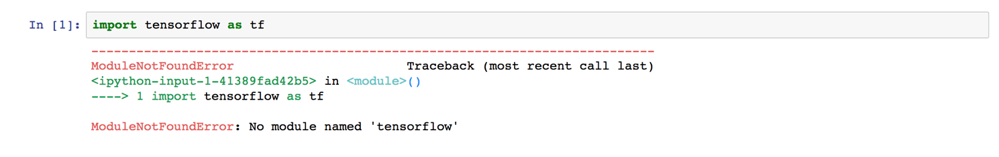 In [1]: import tensorflow as tf
---------------------------------------------------------------------------
ModuleNotFoundError                       Traceback (most recent call last)
<ipython-input-1-41389fad42b5> in <module>()
----> 1 import tensorflow as tf

ModuleNotFoundError: No module named 'tensorflow'